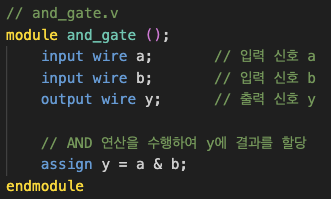 // and_gate.v
module and_gate ();
    input wire a;        // 입력 신호 a
    input wire b;        // 입력 신호 b
    output wire y;       // 출력 신호 y

    // AND 연산을 수행하여 y에 결과를 할당
    assign y = a & b;
endmodule